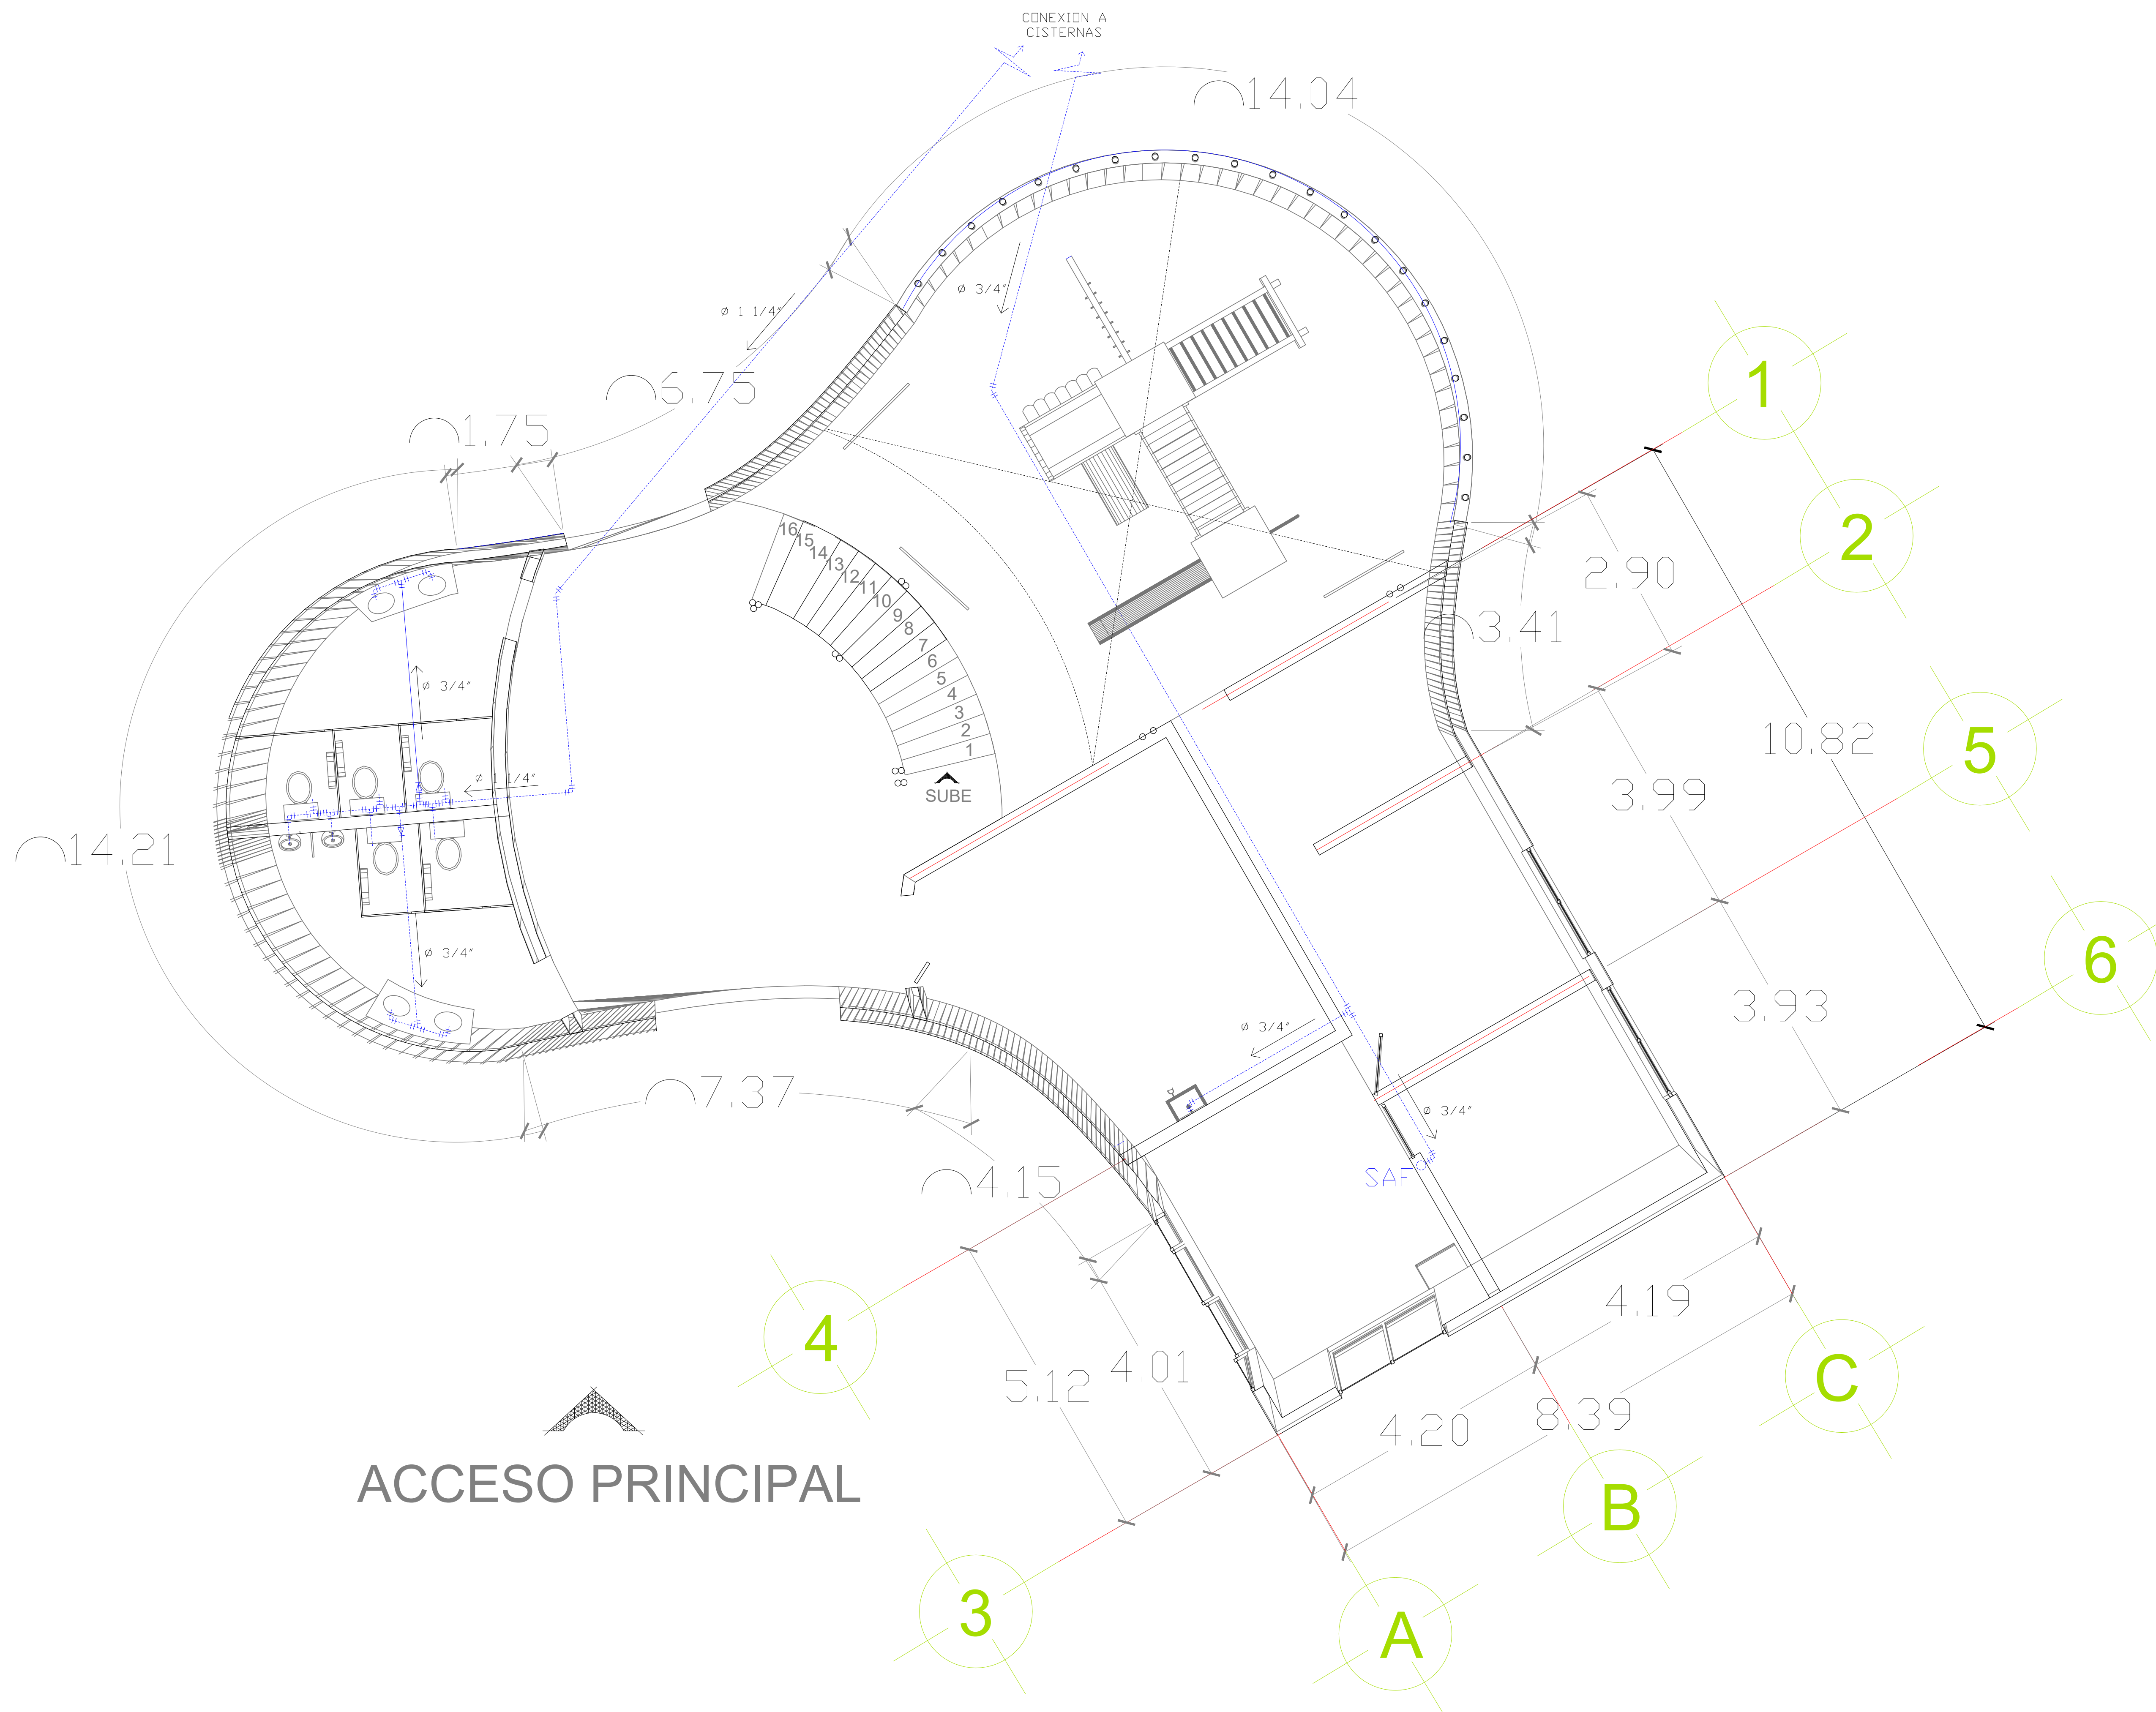 CONEXION A
CISTERNAS
14.04
Ø 3/4"
Ø 1 1/4"
6.75
1.75
1
2
2.90
3.41
16
15
14
13
12
11
10
9
8
7
6
5
4
3
2
1
SUBE
Ø 3/4"
Ø 1 1/4"
10.82
5
3.99
14.21
Ø 3/4"
6
3.93
Ø 3/4"
7.37
Ø 3/4"
4.15
SAF
4.19
4
5.12
4.01
C
4.20
8.39
ACCESO PRINCIPAL
B
3
A